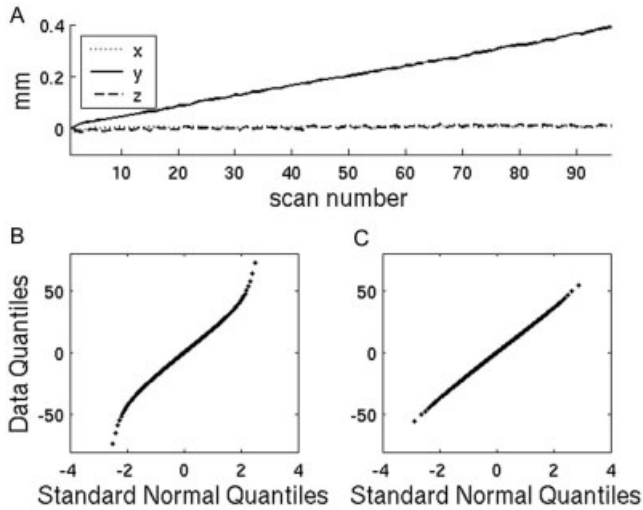 A
0.4
0.2
0
mm
x
y
z
10 20 30 40 50 60 70 80 90
scan number
B
C
Data Quantiles
50
0
-50
-4 -2 0 2 4
Standard Normal Quantiles
50
0
-50
-4 -2 0 2 4
Standard Normal Quantiles